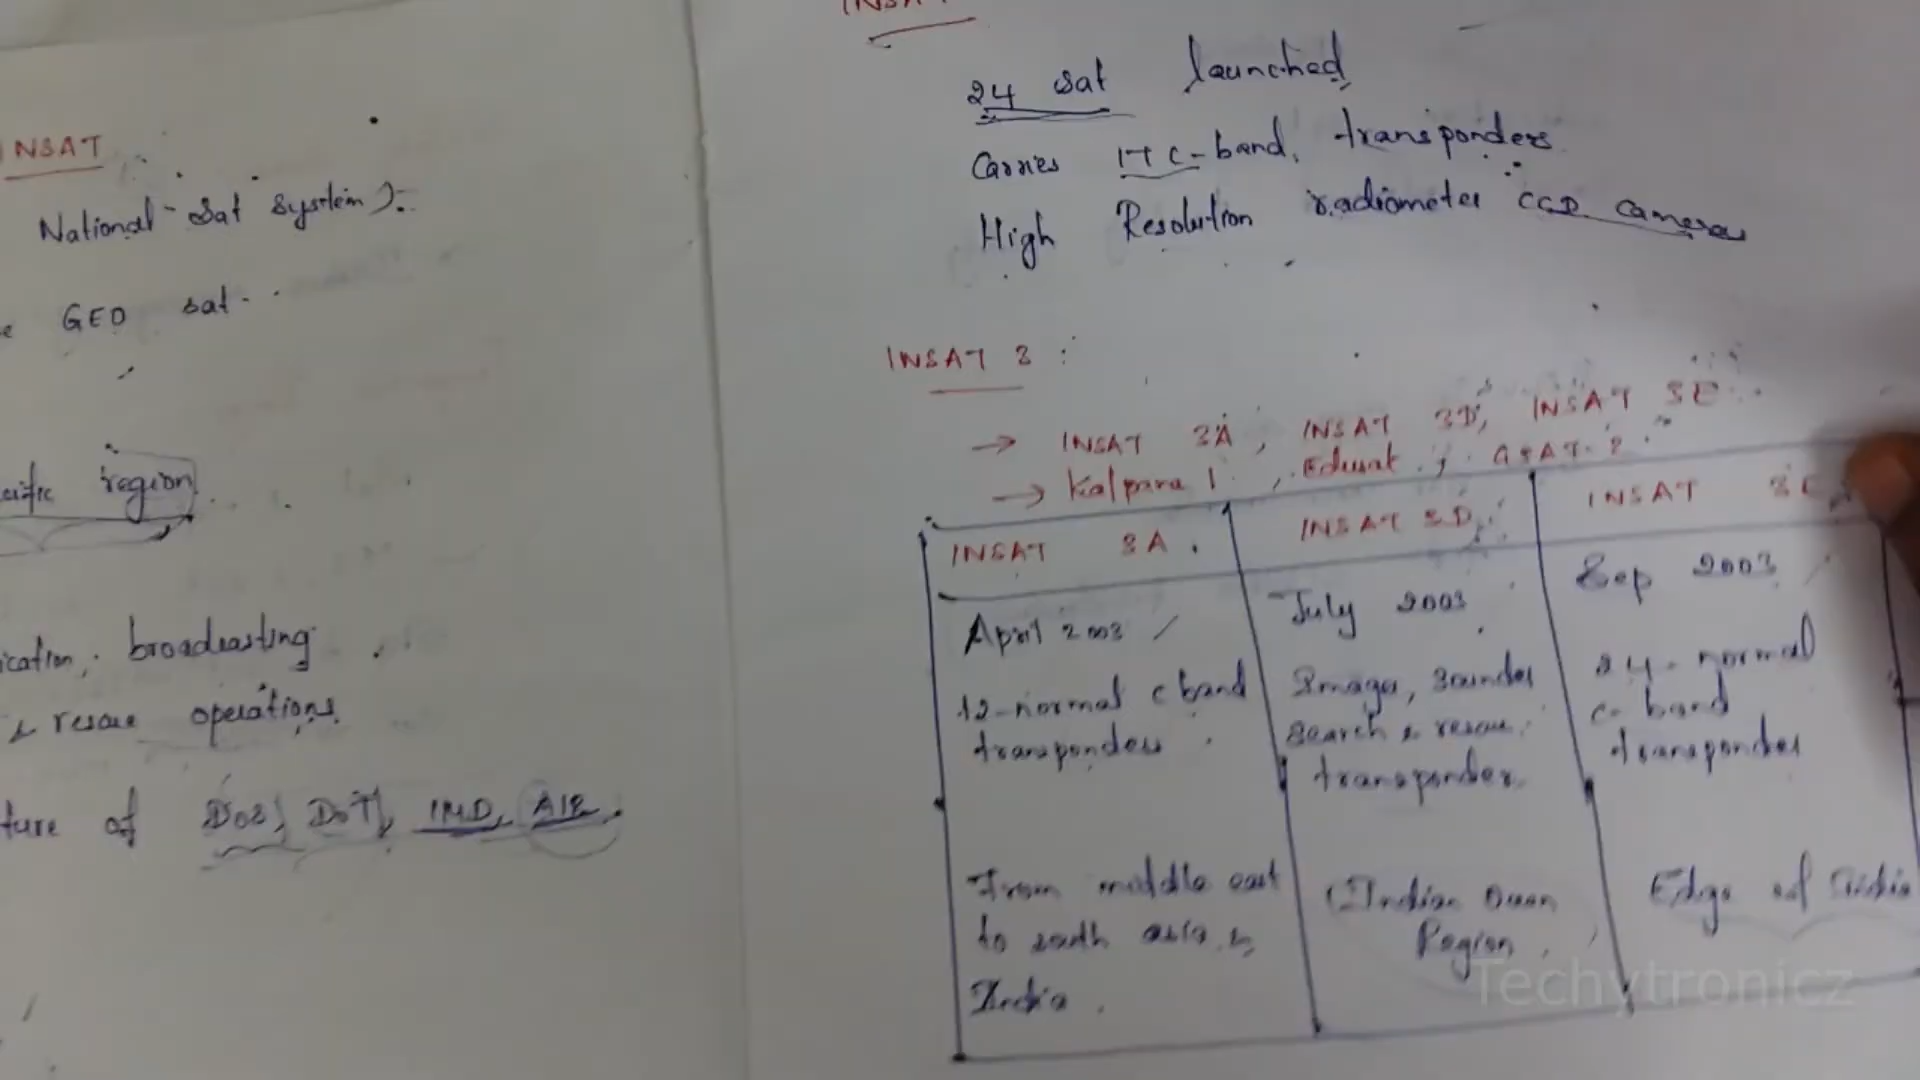 INSAT
National-Sat System):-
GEO sat.
region
broadcasting
& rescue operations
of DOS, DOT, IMD, AIR.
24 sat launched
Carries 17 C-band, transponders
High Resolution radiometer CCD Cameras
INSAT 3 :
→ INSAT 3A, INSAT 3D, INSAT 3E
→ Kalpana 1, Edusat,
INSAT 3A.
April 2003
12-normal c band
transponders
From middle east
to south asia &
India.
INSAT 3D
July 2003
Imager, Sounder
search & rescue
transponder.
(Indian Ocean
Region.
INSAT 3E
Sep 2003
24-normal
c-band
transponder
Edge of India
Techytronicz